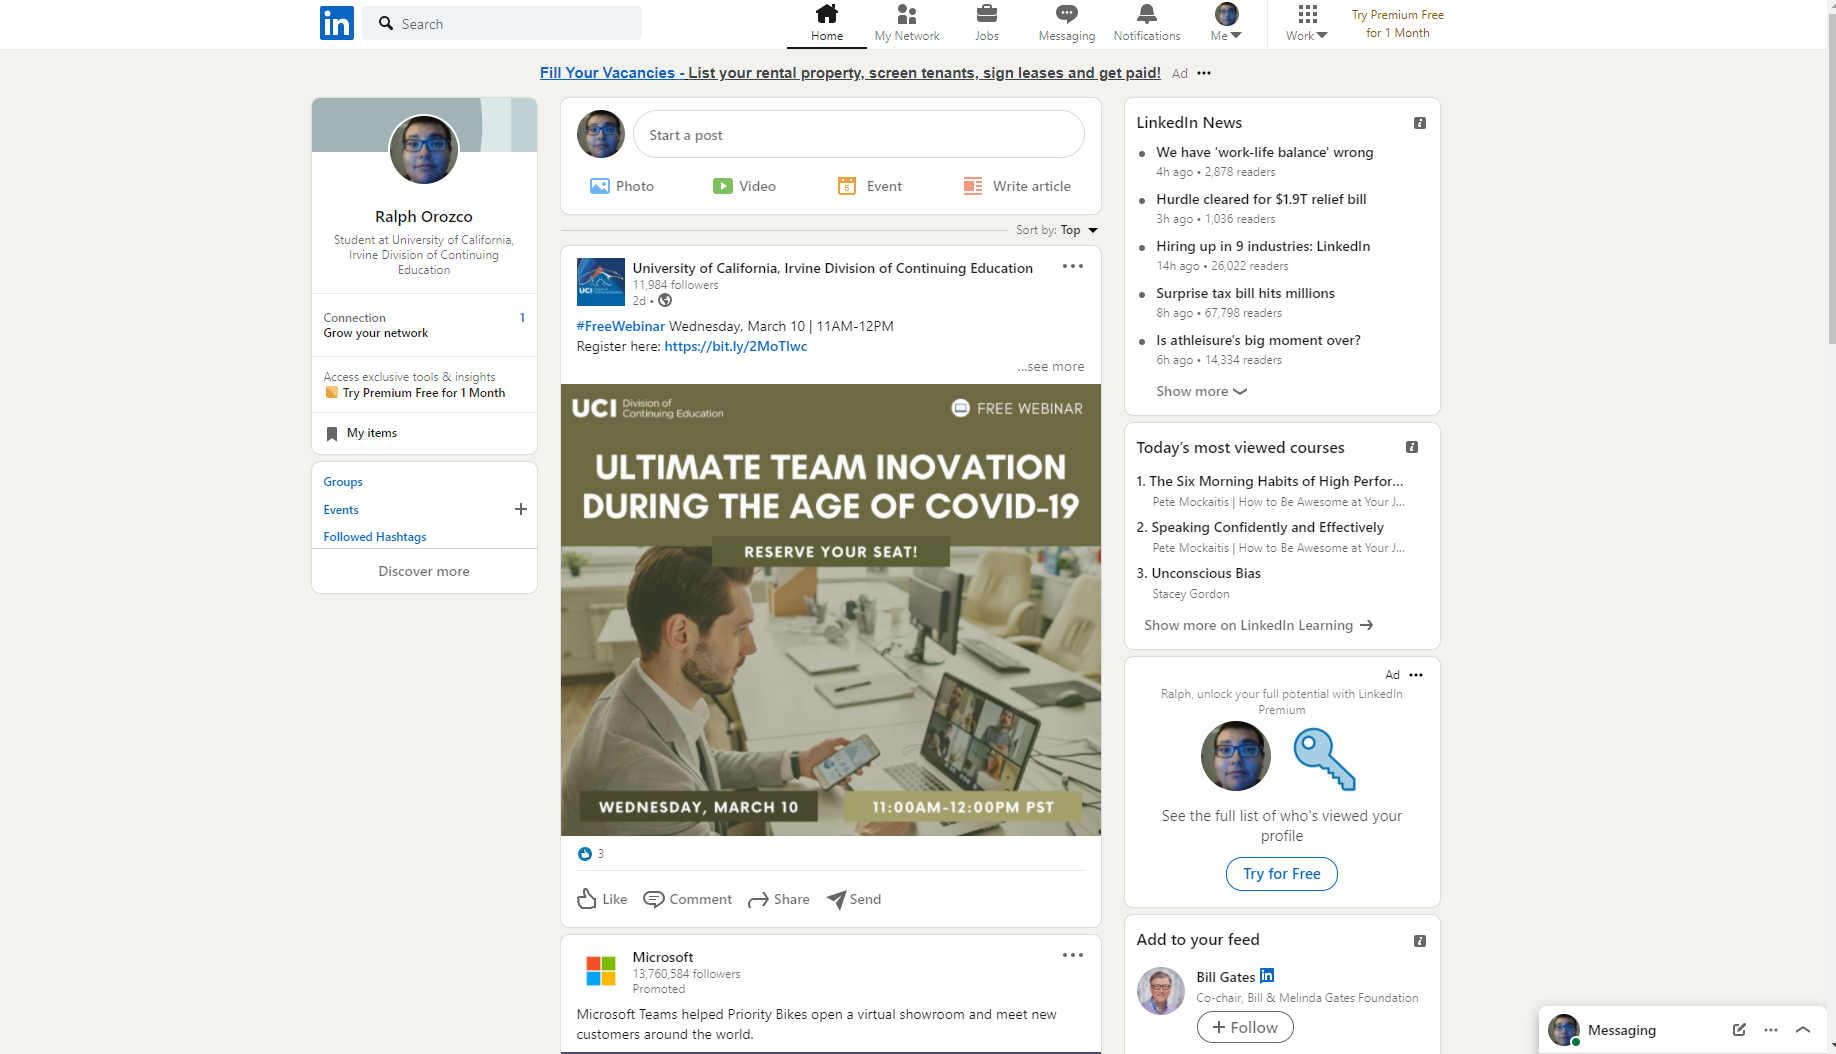 in
Search
Home
My Network
Jobs
Messaging
Notifications
Me
Work
Try Premium Free
for 1 Month
Fill Your Vacancies - List your rental property, screen tenants, sign leases and get paid! Ad
Ralph Orozco
Student at University of California,
Irvine Division of Continuing
Education
Connection 1
Grow your network
Access exclusive tools & insights
Try Premium Free for 1 Month
My items
Groups
Events
Followed Hashtags
Discover more
Start a post
Photo
Video
5
Event
Write article
Sort by: Top
UCI
University of California, Irvine Division of Continuing Education
11,984 followers
2d •
#FreeWebinar Wednesday, March 10 | 11AM-12PM
Register here: https://bit.ly/2MoTlwc
...see more
UCI Division of
Continuing Education
FREE WEBINAR
ULTIMATE TEAM INOVATION
DURING THE AGE OF COVID-19
RESERVE YOUR SEAT!
WEDNESDAY, MARCH 10
11:00AM-12:00PM PST
3
Like
Comment
Share
Send
Microsoft
13,760,584 followers
Promoted
Microsoft Teams helped Priority Bikes open a virtual showroom and meet new
customers around the world.
LinkedIn News
We have 'work-life balance' wrong
4h ago • 2,878 readers
Hurdle cleared for $1.9T relief bill
3h ago • 1,036 readers
Hiring up in 9 industries: LinkedIn
14h ago • 26,022 readers
Surprise tax bill hits millions
8h ago • 67,798 readers
Is athleisure's big moment over?
6h ago • 14,334 readers
Show more
Today's most viewed courses
1. The Six Morning Habits of High Perfor...
Pete Mockaitis | How to Be Awesome at Your J...
2. Speaking Confidently and Effectively
Pete Mockaitis | How to Be Awesome at Your J...
3. Unconscious Bias
Stacey Gordon
Show more on LinkedIn Learning
Ad
Ralph, unlock your full potential with LinkedIn
Premium
See the full list of who's viewed your
profile
Try for Free
Add to your feed
Bill Gates in
Co-chair, Bill & Melinda Gates Foundation
+ Follow
Messaging